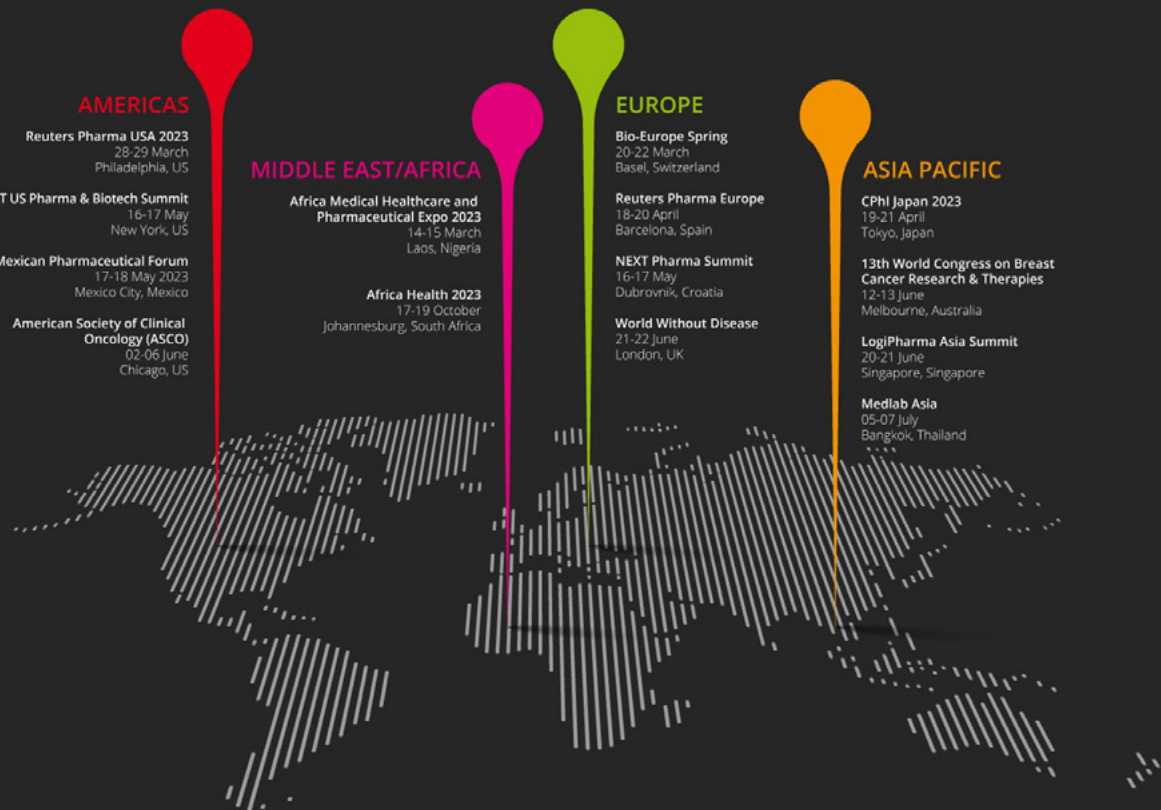 AMERICAS
Reuters Pharma USA 2023
28-29 March
Philadelphia, US
T US Pharma & Biotech Summit
16-17 May
New York, US
Mexican Pharmaceutical Forum
17-18 May 2023
Mexico City, Mexico
American Society of Clinical
Oncology (ASCO)
02-06 June
Chicago, US
MIDDLE EAST/AFRICA
Africa Medical Healthcare and
Pharmaceutical Expo 2023
14-15 March
Laos, Nigeria
Africa Health 2023
17-19 October
Johannesburg, South Africa
EUROPE
Bio-Europe Spring
20-22 March
Basel, Switzerland
Reuters Pharma Europe
18-20 April
Barcelona, Spain
NEXT Pharma Summit
16-17 May
Dubrovnik, Croatia
World Without Disease
21-22 June
London, UK
ASIA PACIFIC
CPhI Japan 2023
19-21 April
Tokyo, Japan
13th World Congress on Breast
Cancer Research & Therapies
12-13 June
Melbourne, Australia
LogiPharma Asia Summit
20-21 June
Singapore, Singapore
Medlab Asia
05-07 July
Bangkok, Thailand